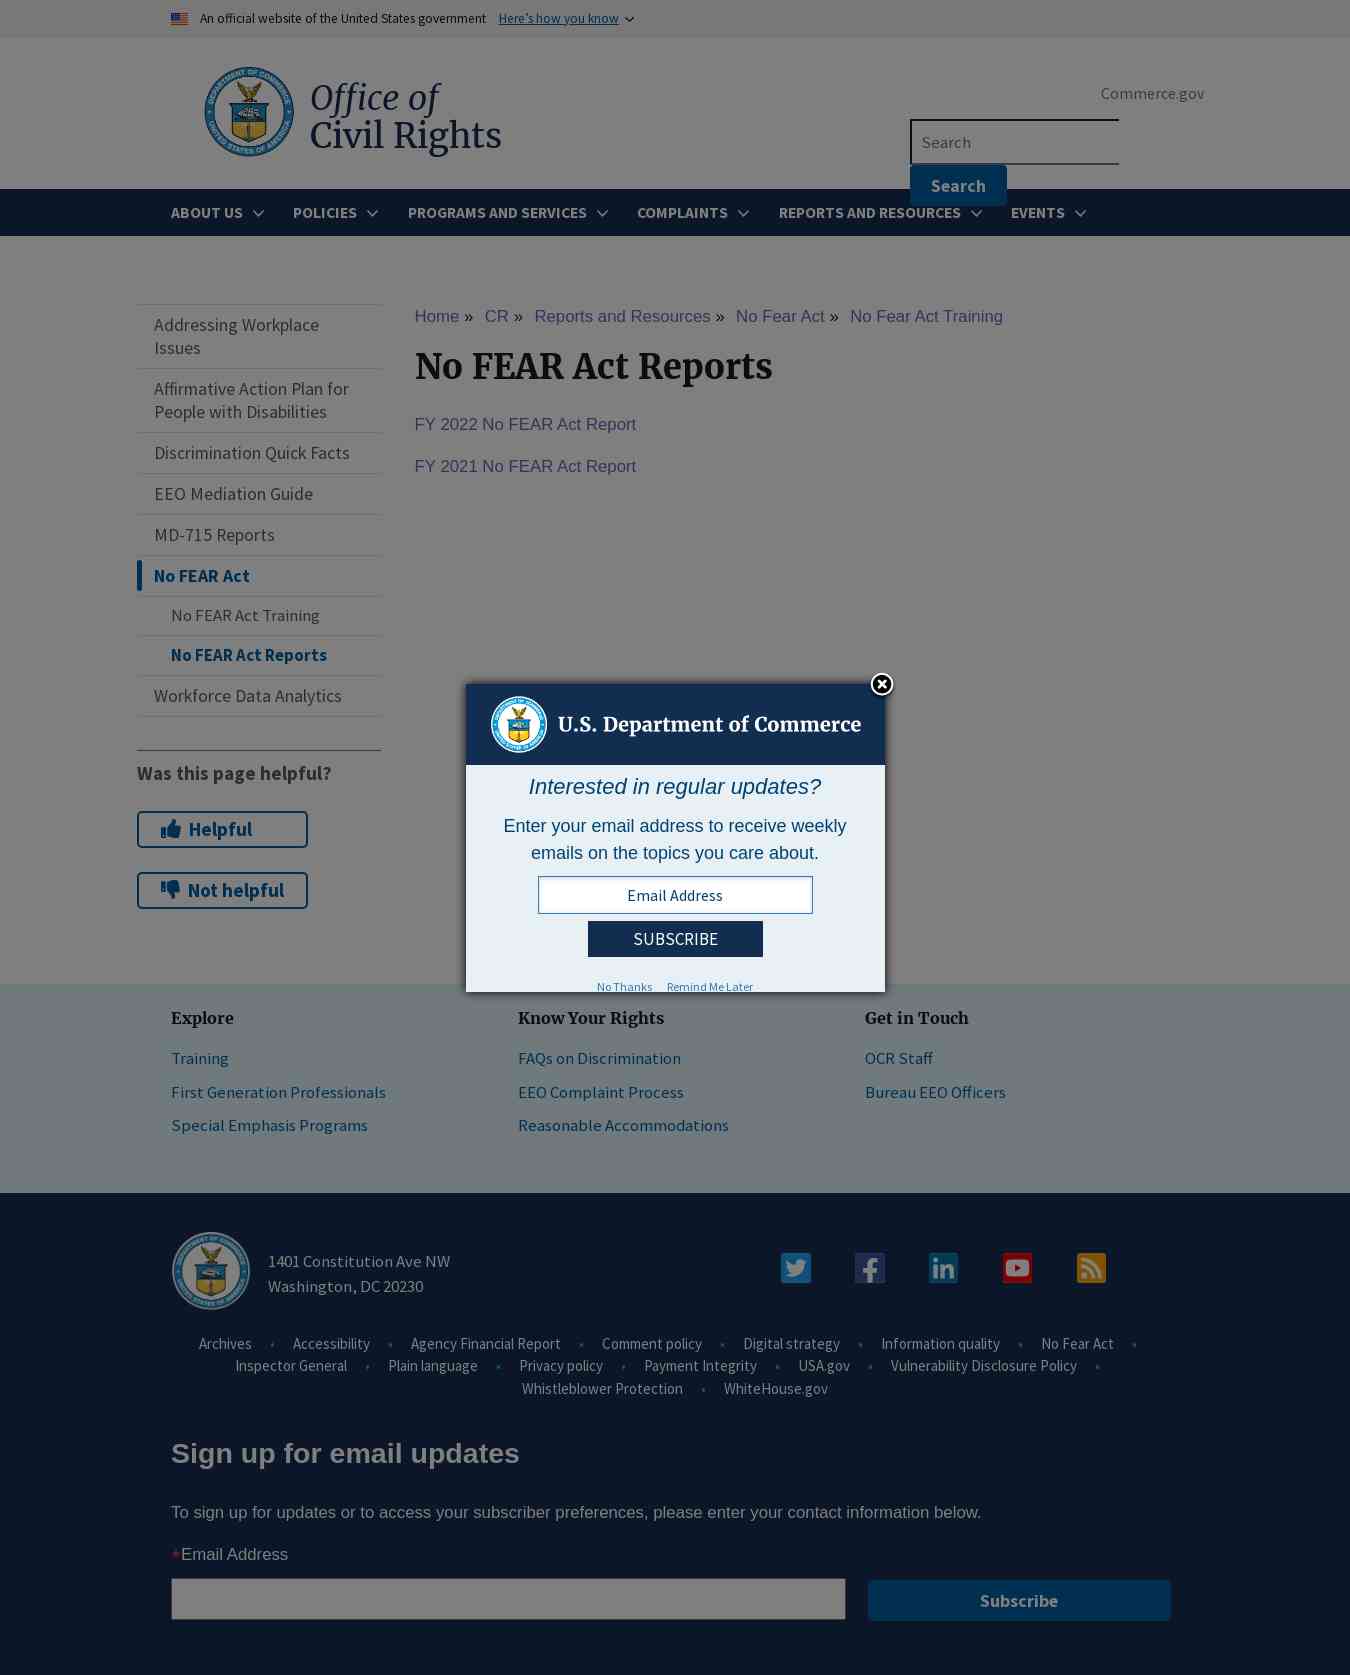 An official website of the United States government Here’s how you know
Office of
Civil Rights
Commerce.gov
Search
Search
ABOUT US POLICIES PROGRAMS AND SERVICES COMPLAINTS REPORTS AND RESOURCES EVENTS
Addressing Workplace
Issues
Affirmative Action Plan for
People with Disabilities
Discrimination Quick Facts
EEO Mediation Guide
MD-715 Reports
No FEAR Act
No FEAR Act Training
No FEAR Act Reports
Workforce Data Analytics
Was this page helpful?
Helpful
Not helpful
Home » CR » Reports and Resources » No Fear Act » No Fear Act Training
No FEAR Act Reports
FY 2022 No FEAR Act Report
FY 2021 No FEAR Act Report
U.S. Department of Commerce
Interested in regular updates?
Enter your email address to receive weekly
emails on the topics you care about.
Email Address
SUBSCRIBE
No Thanks Remind Me Later
Explore
Training
First Generation Professionals
Special Emphasis Programs
Know Your Rights
FAQs on Discrimination
EEO Complaint Process
Reasonable Accommodations
Get in Touch
OCR Staff
Bureau EEO Officers
1401 Constitution Ave NW
Washington, DC 20230
Archives • Accessibility • Agency Financial Report • Comment policy • Digital strategy • Information quality • No Fear Act •
Inspector General • Plain language • Privacy policy • Payment Integrity • USA.gov • Vulnerability Disclosure Policy •
Whistleblower Protection • WhiteHouse.gov
Sign up for email updates
To sign up for updates or to access your subscriber preferences, please enter your contact information below.
*Email Address
Subscribe